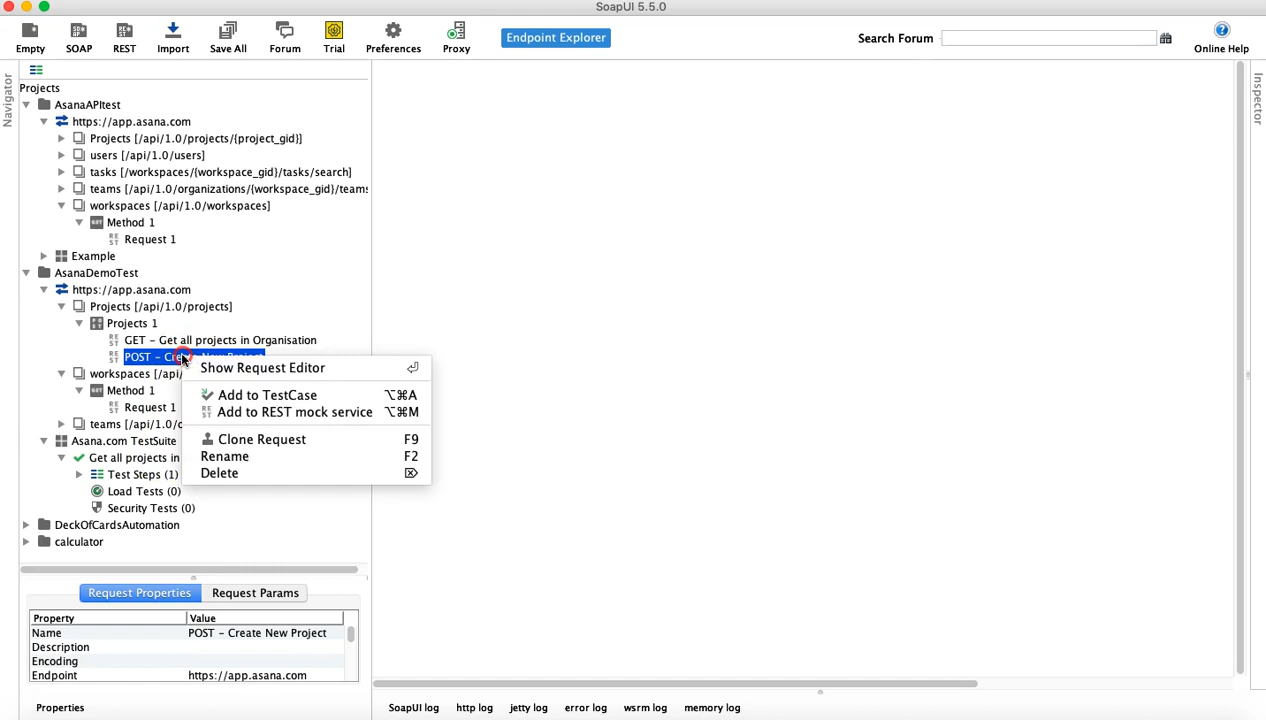 SoapUI 5.5.0
Empty
SOAP
REST
Import
Save All
Forum
Trial
Preferences
Proxy
Endpoint Explorer
Search Forum
Online Help
Navigator
Inspector
Projects
AsanaAPItest
https://app.asana.com
Projects [/api/1.0/projects/{project_gid}]
users [/api/1.0/users]
tasks [/workspaces/{workspace_gid}/tasks/search]
teams [/api/1.0/organizations/{workspace_gid}/teams
workspaces [/api/1.0/workspaces]
Method 1
Request 1
Example
AsanaDemoTest
https://app.asana.com
Projects [/api/1.0/projects]
Projects 1
GET - Get all projects in Organisation
POST - Create New Project
workspaces [/api/
Method 1
Request 1
teams [/api/1.0/o
Asana.com TestSuite
Get all projects in
Test Steps (1)
Load Tests (0)
Security Tests (0)
DeckOfCardsAutomation
calculator
Show Request Editor
Add to TestCase ⌥⌘A
Add to REST mock service ⌥⌘M
Clone Request F9
Rename F2
Delete
Request Properties Request Params
Property Value
Name POST - Create New Project
Description
Encoding
Endpoint https://app.asana.com
Properties
SoapUI log http log jetty log error log wsrm log memory log